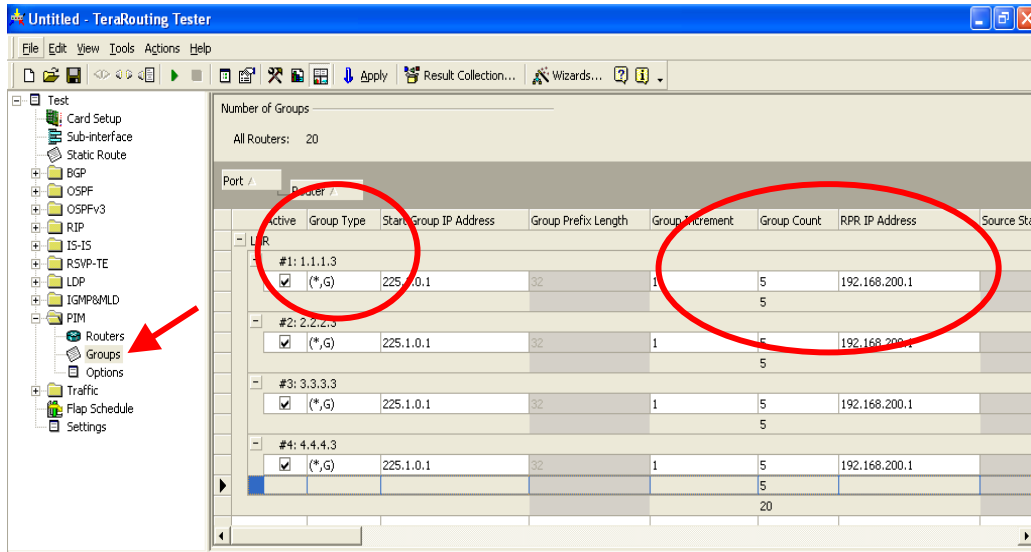 Untitled - TeraRouting Tester
File Edit View Tools Actions Help
Apply Result Collection... Wizards...
Test
Card Setup
Sub-interface
Static Route
BGP
OSPF
OSPFv3
RIP
IS-IS
RSVP-TE
LDP
IGMP&MLD
PIM
Routers
Groups
Options
Traffic
Flap Schedule
Settings
Number of Groups
All Routers: 20
Port
Router
Active Group Type Start Group IP Address Group Prefix Length Group Increment Group Count RPR IP Address Source Sta
#1: 1.1.1.3
(*,G) 225.1.0.1 32 1 5 192.168.200.1
5
#2: 2.2.2.3
(*,G) 225.1.0.1 32 1 5 192.168.200.1
5
#3: 3.3.3.3
(*,G) 225.1.0.1 32 1 5 192.168.200.1
5
#4: 4.4.4.3
(*,G) 225.1.0.1 32 1 5 192.168.200.1
5
20